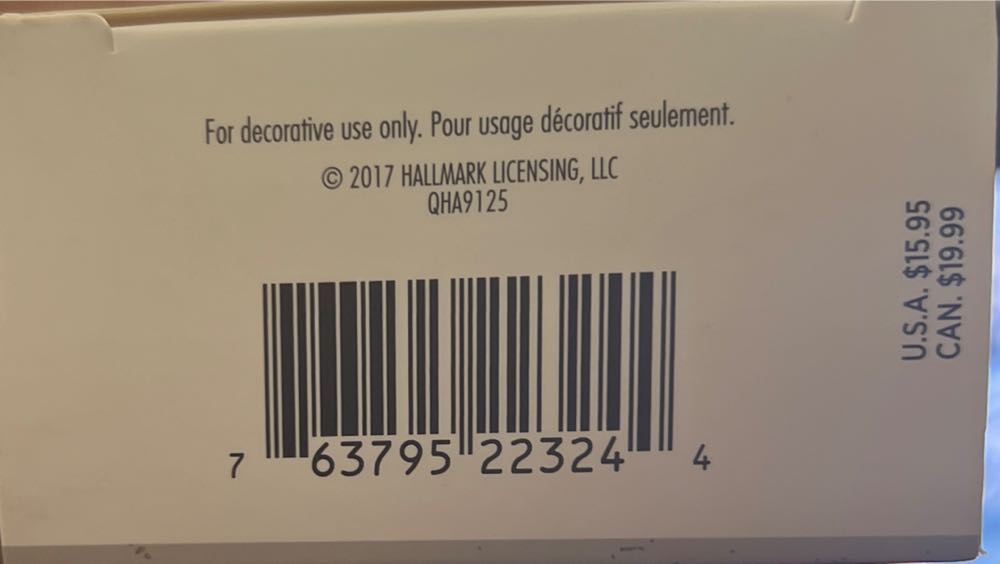 For decorative use only. Pour usage décoratif seulement.
© 2017 HALLMARK LICENSING, LLC
QHA9125
U.S.A. $15.95
CAN. $19.99
7 63795 22324 4